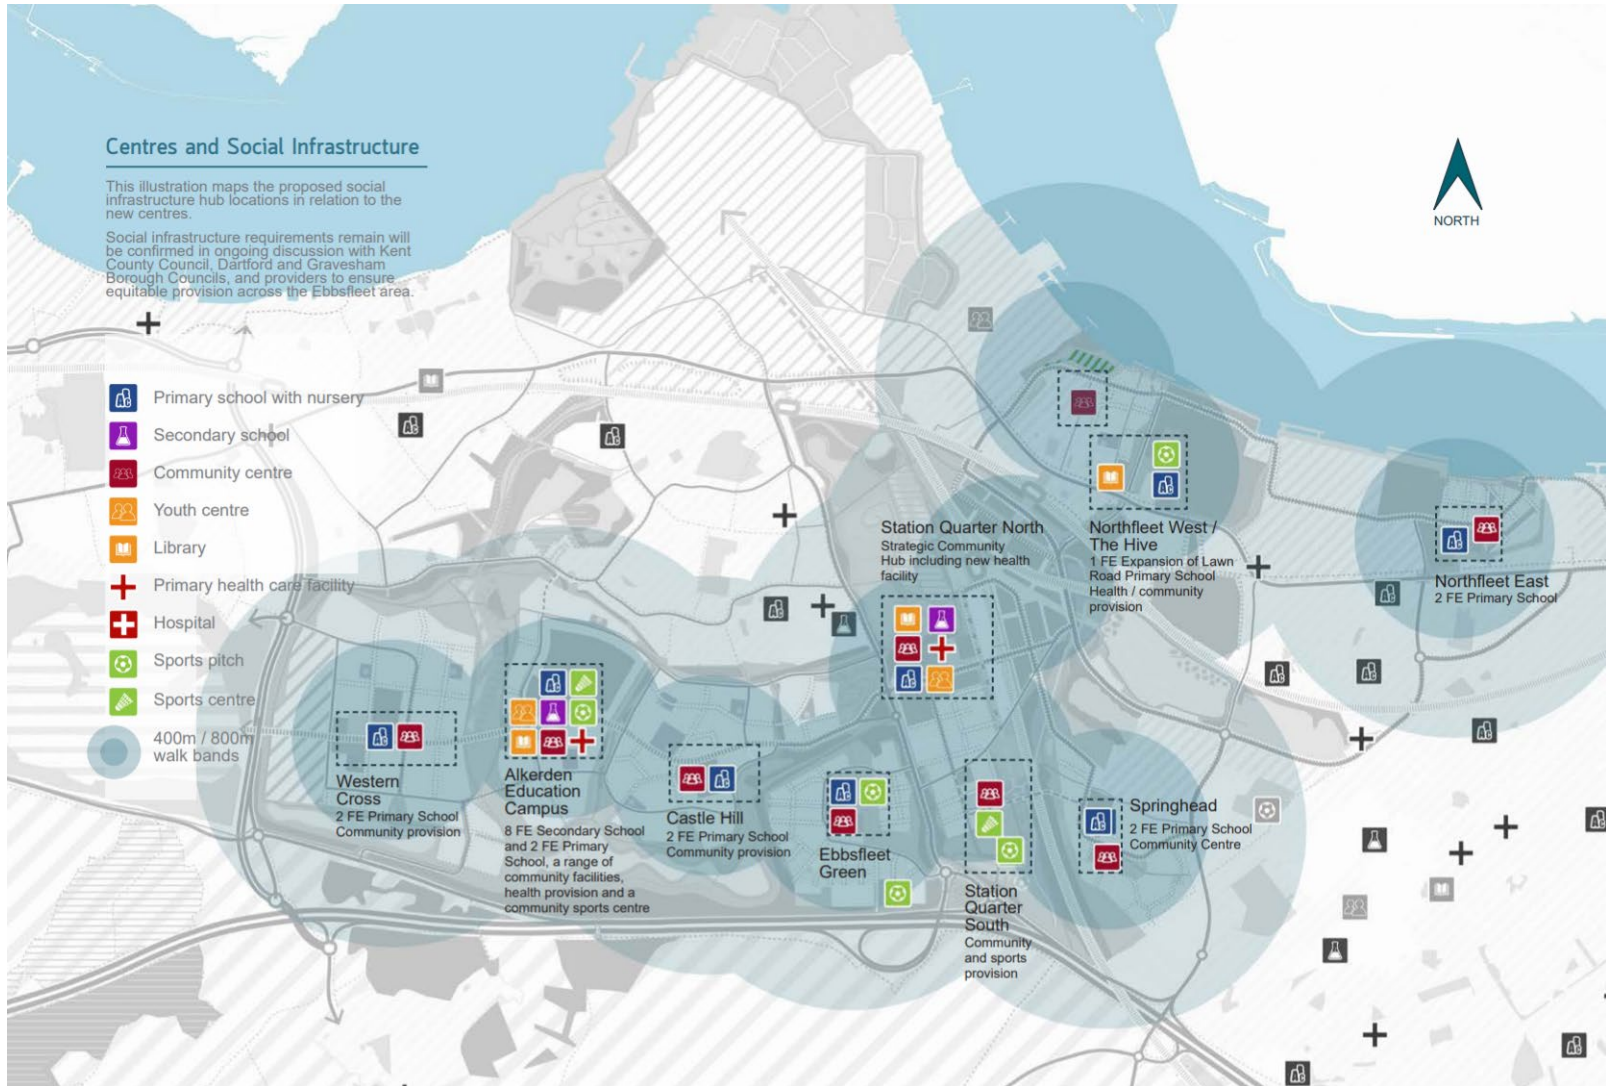 Centres and Social Infrastructure
This illustration maps the proposed social
infrastructure hub locations in relation to the
new centres.
Social infrastructure requirements remain will
be confirmed in ongoing discussion with Kent
County Council, Dartford and Gravesham
Borough Councils, and providers to ensure
equitable provision across the Ebbsfleet area.
NORTH
Primary school with nursery
Secondary school
Community centre
Youth centre
Library
Primary health care facility
Hospital
Sports pitch
Sports centre
400m / 800m
walk bands
Station Quarter North
Strategic Community
Hub including new health
facility
Northfleet West /
The Hive
1 FE Expansion of Lawn
Road Primary School
Health / community
provision
Northfleet East
2 FE Primary School
Western
Cross
2 FE Primary School
Community provision
Alkerden
Education
Campus
8 FE Secondary School
and 2 FE Primary
School, a range of
community facilities,
health provision and a
community sports centre
Castle Hill
2 FE Primary School
Community provision
Ebbsfleet
Green
Station
Quarter
South
Community
and sports
provision
Springhead
2 FE Primary School
Community Centre